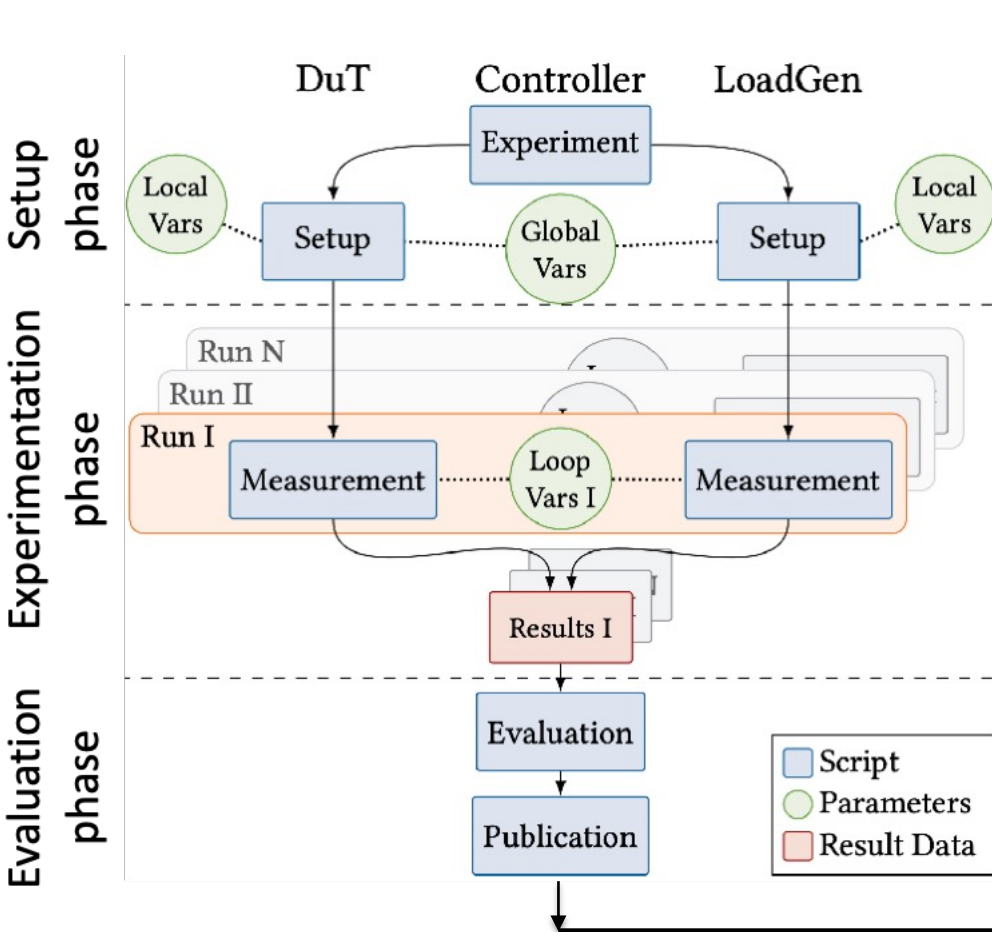 DuT
Controller
LoadGen
Setup
phase
Experiment
Local
Vars
Setup
Global
Vars
Setup
Local
Vars
Experimentation
phase
Run N
Run II
Run I
Measurement
Loop
Vars I
Measurement
Results I
Evaluation
phase
Evaluation
Publication
Script
Parameters
Result Data